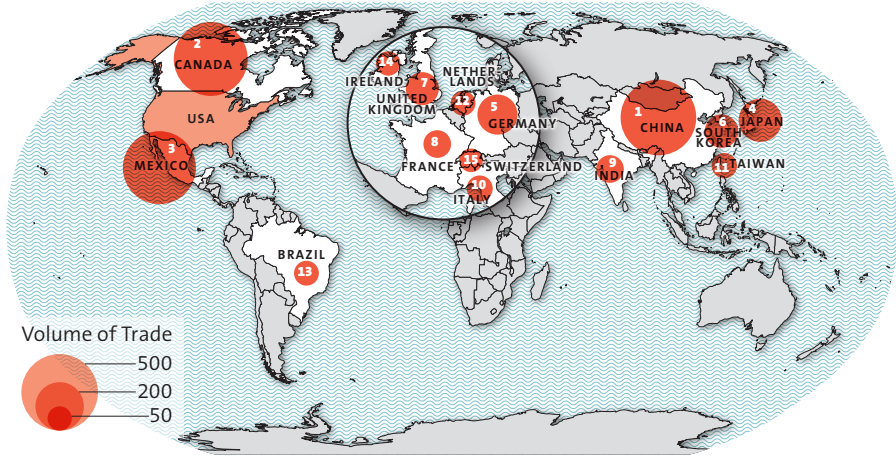 2
CANADA
USA
3
MEXICO
BRAZIL
13
14
IRELAND
7
UNITED
KINGDOM
NETHER-
LANDS
12
5
GERMANY
8
FRANCE
15
SWITZERLAND
10
ITALY
1
CHINA
4
JAPAN
6
SOUTH
KOREA
9
INDIA
11
TAIWAN
Volume of Trade
500
200
50